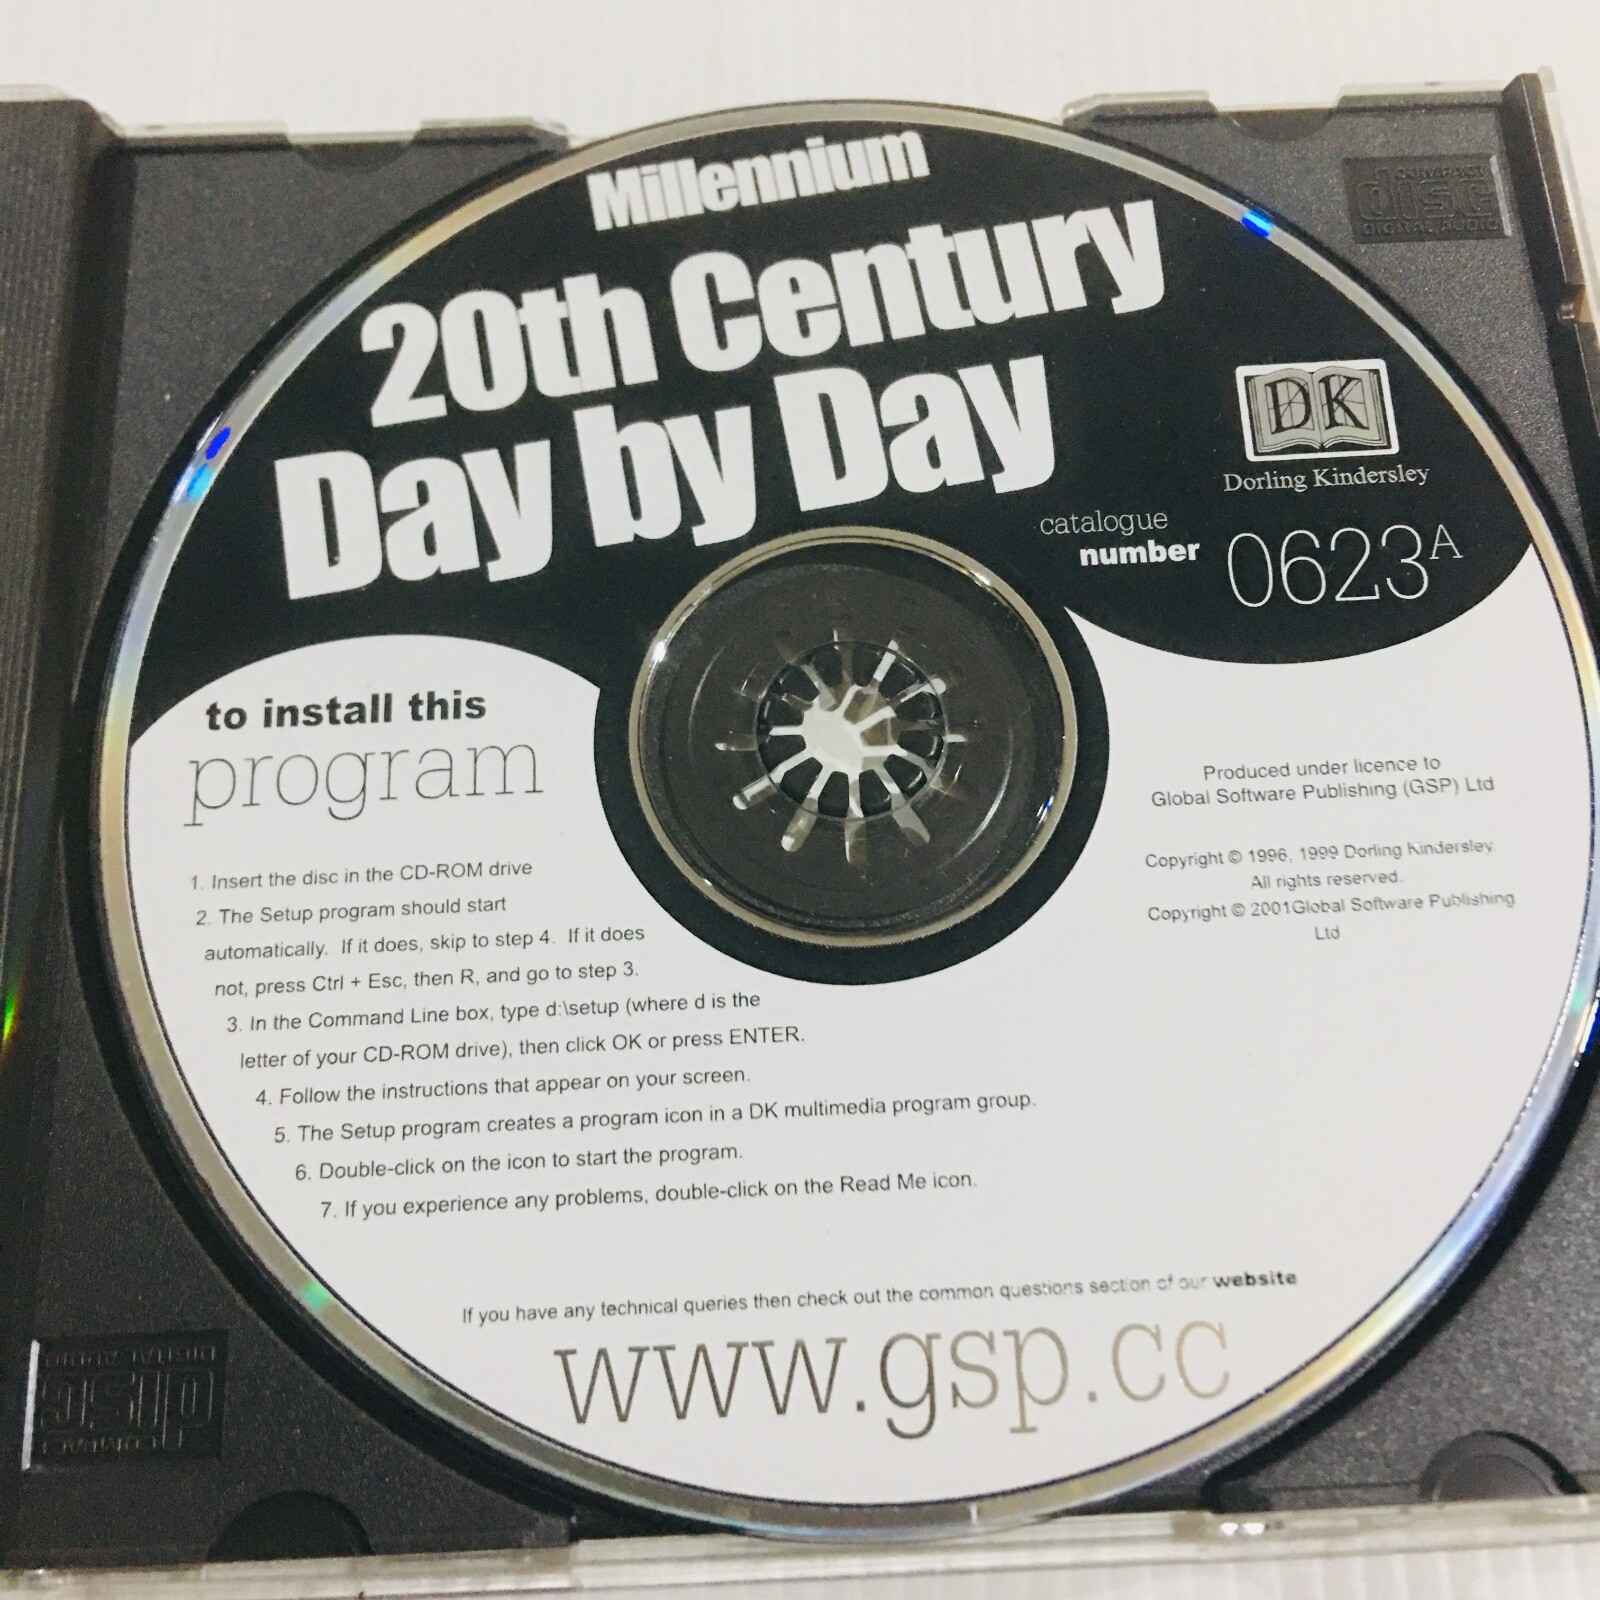 COMPACT
disc
DIGITAL AUDIO
Millennium
20th Century
Day by Day
DK
Dorling Kindersley
catalogue
number
0623A
to install this
program
1. Insert the disc in the CD-ROM drive
2. The Setup program should start
automatically. If it does, skip to step 4. If it does
not, press Ctrl + Esc, then R, and go to step 3.
3. In the Command Line box, type d:\setup (where d is the
letter of your CD-ROM drive), then click OK or press ENTER.
4. Follow the instructions that appear on your screen.
5. The Setup program creates a program icon in a DK multimedia program group.
6. Double-click on the icon to start the program.
7. If you experience any problems, double-click on the Read Me icon.
Produced under licence to
Global Software Publishing (GSP) Ltd
Copyright © 1996, 1999 Dorling Kindersley.
All rights reserved.
Copyright © 2001Global Software Publishing
Ltd
If you have any technical queries then check out the common questions section of our website
www.gsp.cc
COMPACT
disc
DIGITAL AUDIO